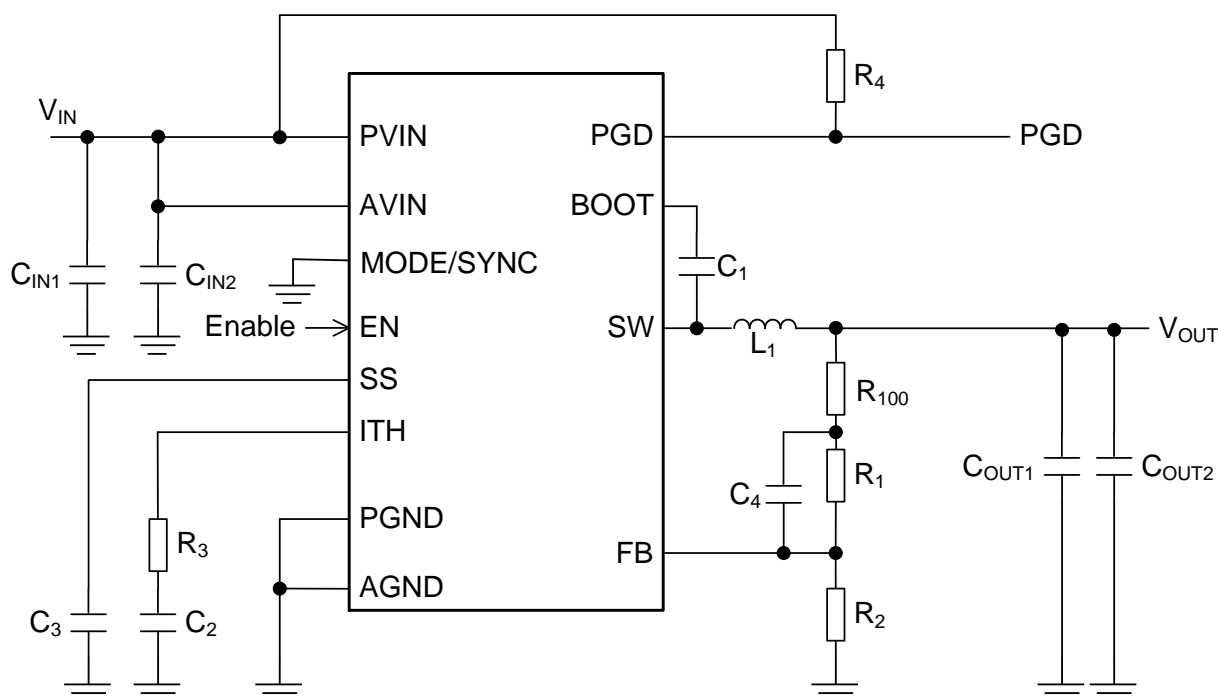 R4
VIN
PVIN
PGD
PGD
AVIN
BOOT
CIN1
CIN2
MODE/SYNC
C1
Enable
EN
SW
L1
VOUT
SS
R100
ITH
R1
COUT1
COUT2
C4
PGND
R3
FB
AGND
C3
C2
R2